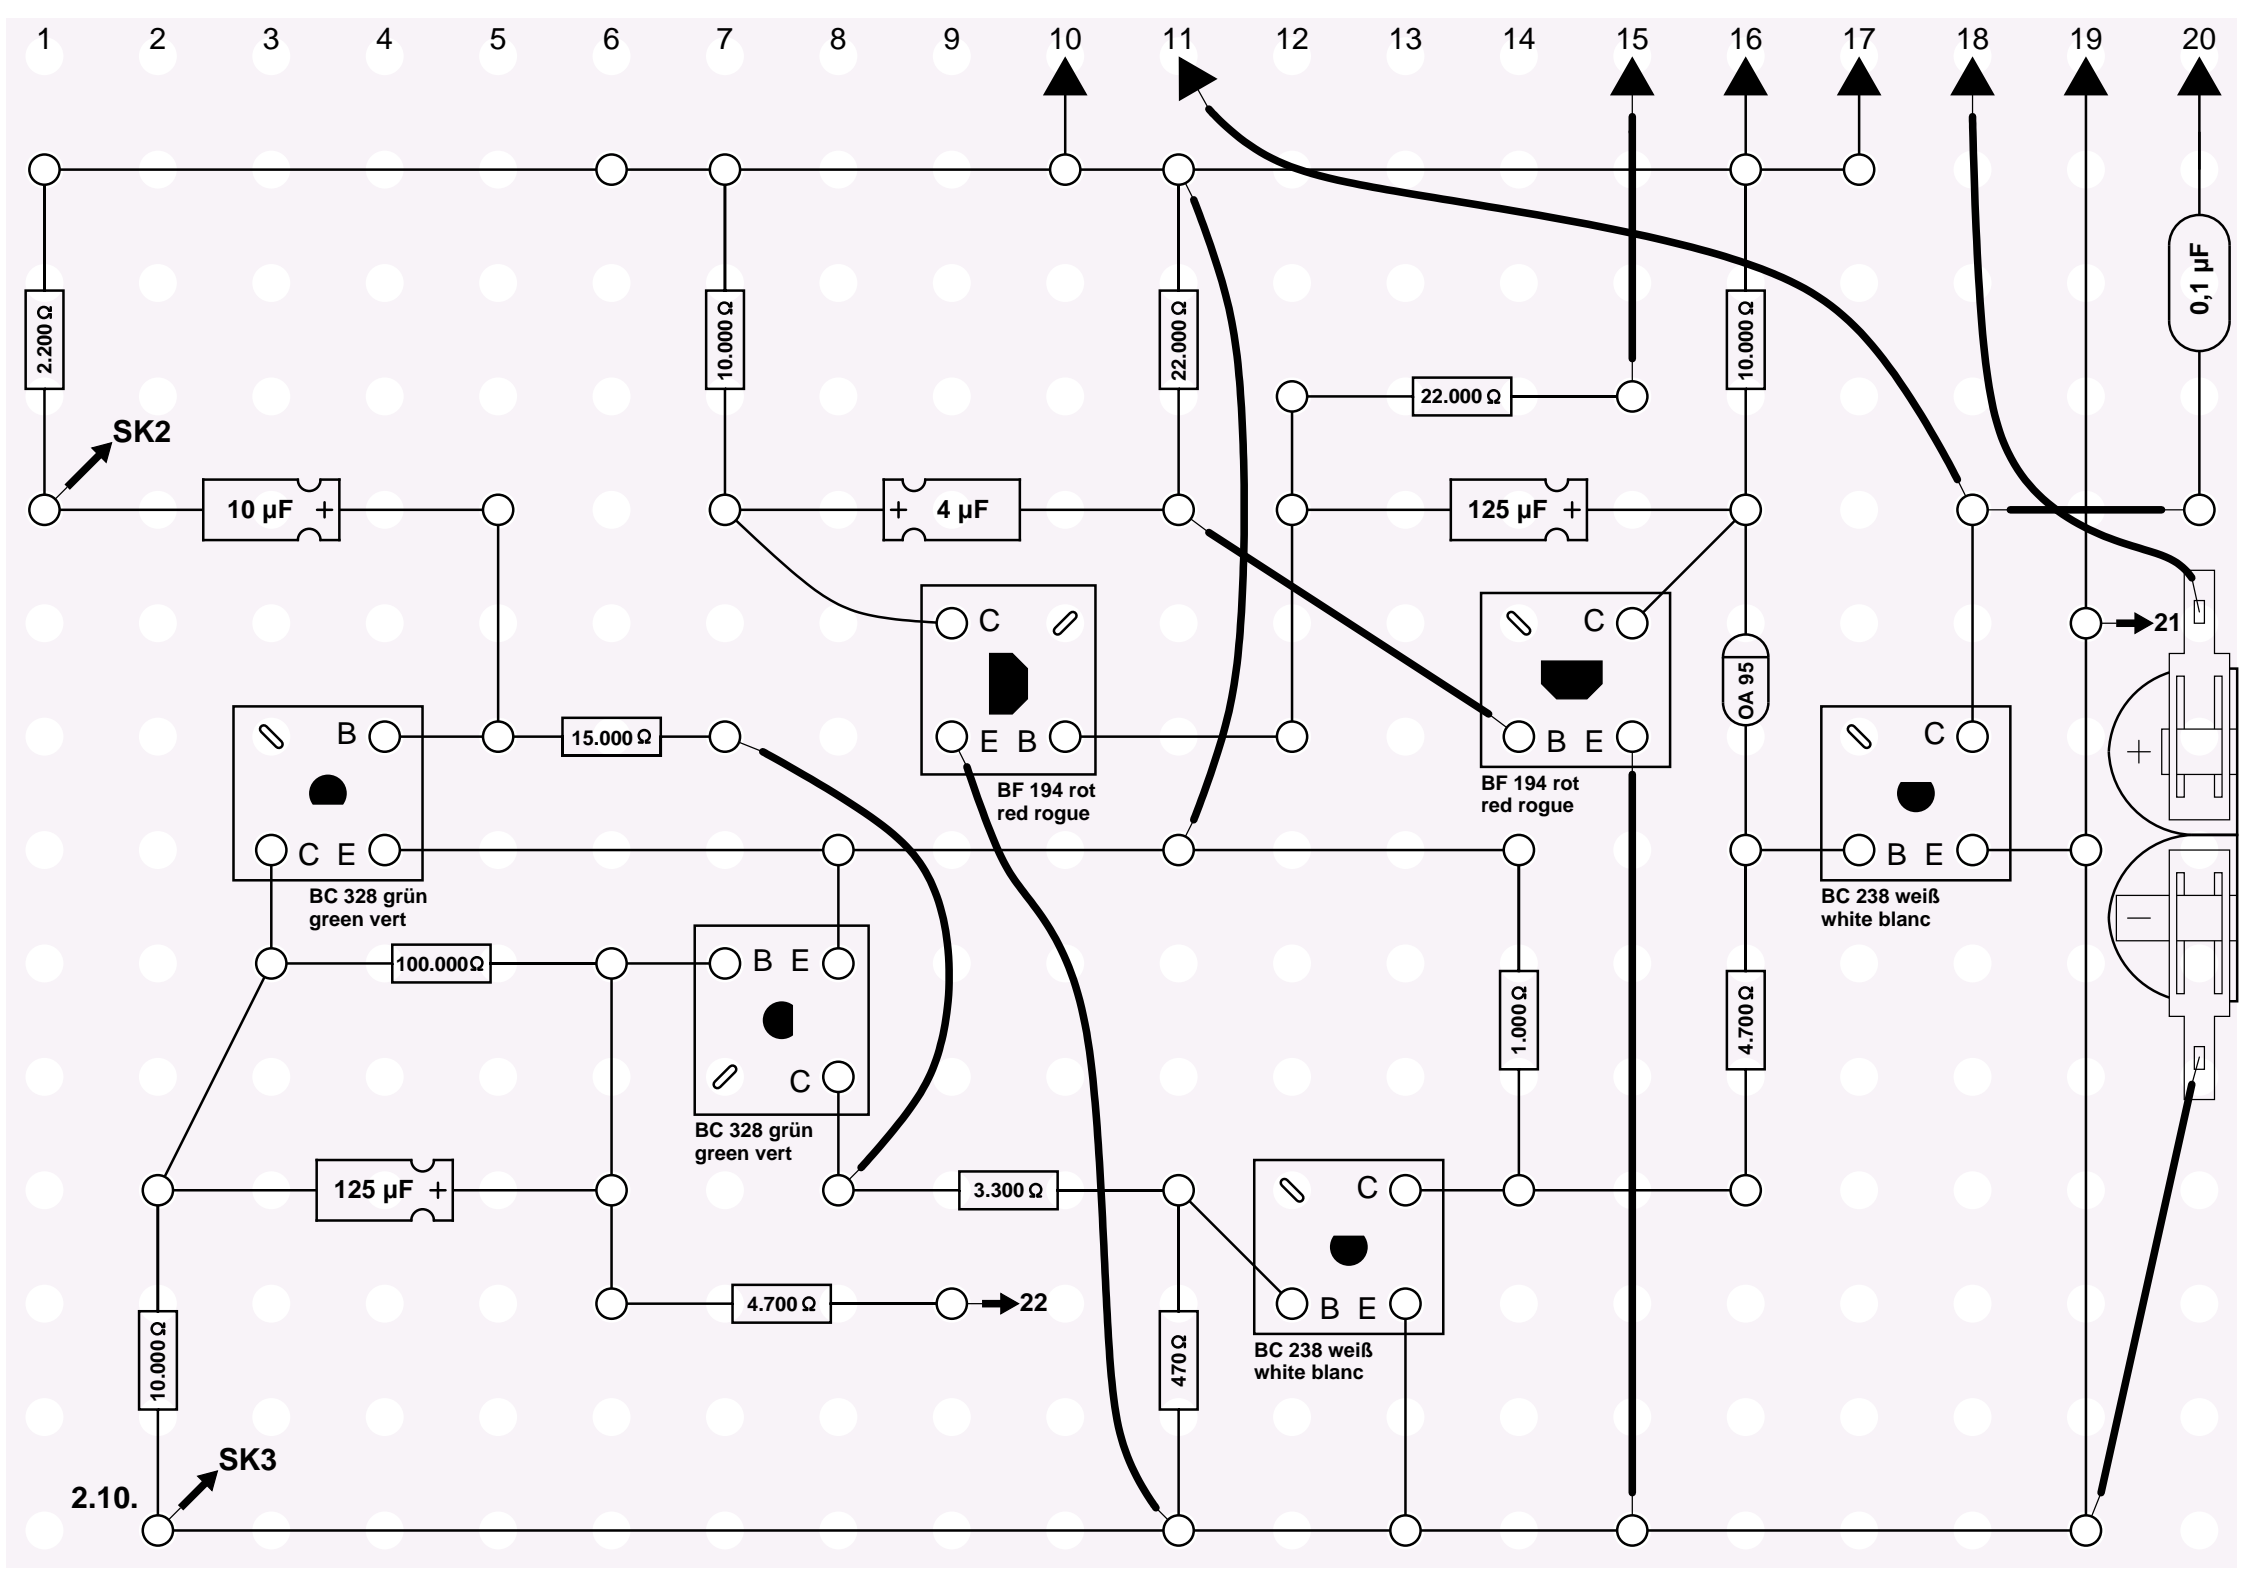 1 2 3 4 5 6 7 8 9 10 11 12 13 14 15 16 17 18 19 20
0,1 µF
2.200 Ω
10.000 Ω
22.000 Ω
10.000 Ω
22.000 Ω
SK2
10 µF +
+ 4 µF
125 µF +
C
C
21
OA 95
B
15.000 Ω
E B
B E
C
+
BF 194 rot
red rogue
BF 194 rot
red rogue
C E
B E
BC 328 grün
green vert
BC 238 weiß
white blanc
−
100.000 Ω
B E
1.000 Ω
4.700 Ω
C
BC 328 grün
green vert
125 µF +
3.300 Ω
C
4.700 Ω
22
B E
10.000 Ω
470 Ω
BC 238 weiß
white blanc
SK3
2.10.